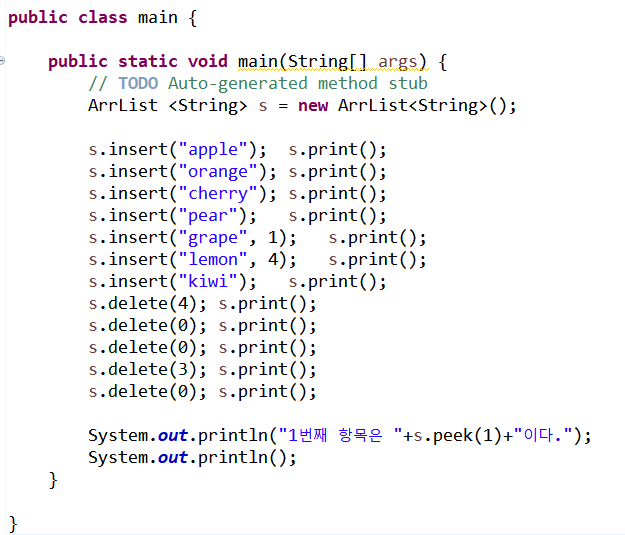 public class main {
public static void main(String[] args) {
// TODO Auto-generated method stub
ArrList <String> s = new ArrList<String>();
s.insert("apple");  s.print();
s.insert("orange"); s.print();
s.insert("cherry"); s.print();
s.insert("pear");   s.print();
s.insert("grape", 1);   s.print();
s.insert("lemon", 4);   s.print();
s.insert("kiwi");   s.print();
s.delete(4); s.print();
s.delete(0); s.print();
s.delete(0); s.print();
s.delete(3); s.print();
s.delete(0); s.print();
System.out.println("1번째 항목은 "+s.peek(1)+"이다.");
System.out.println();
}
}